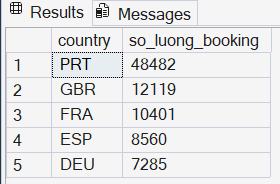 Results Messages
country so_luong_booking
1 PRT 48482
2 GBR 12119
3 FRA 10401
4 ESP 8560
5 DEU 7285